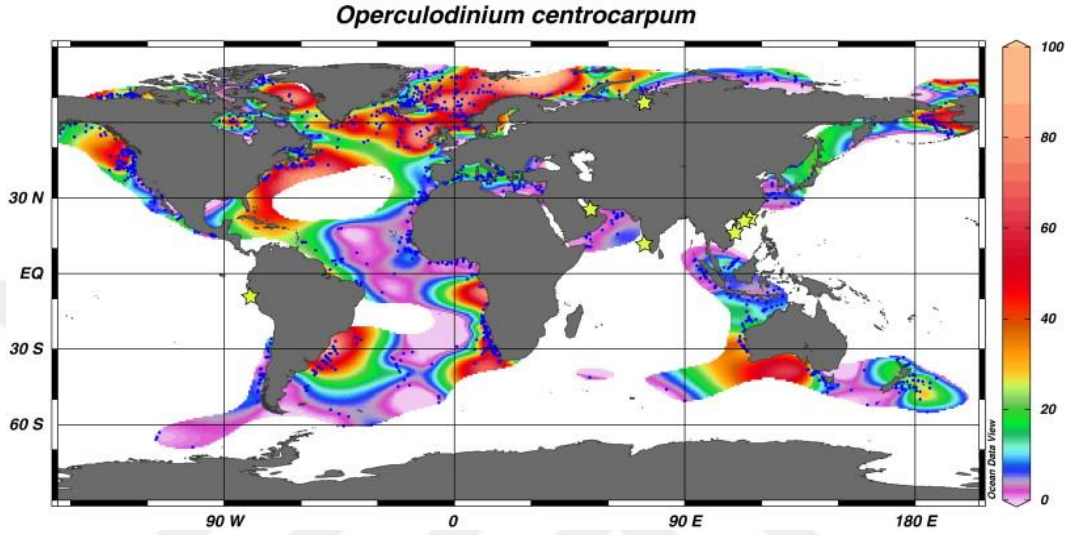 Operculodinium centrocarpum
100
80
60
40
20
0
30 N
EQ
30 S
60 S
90 W
0
90 E
180 E
Ocean Data View